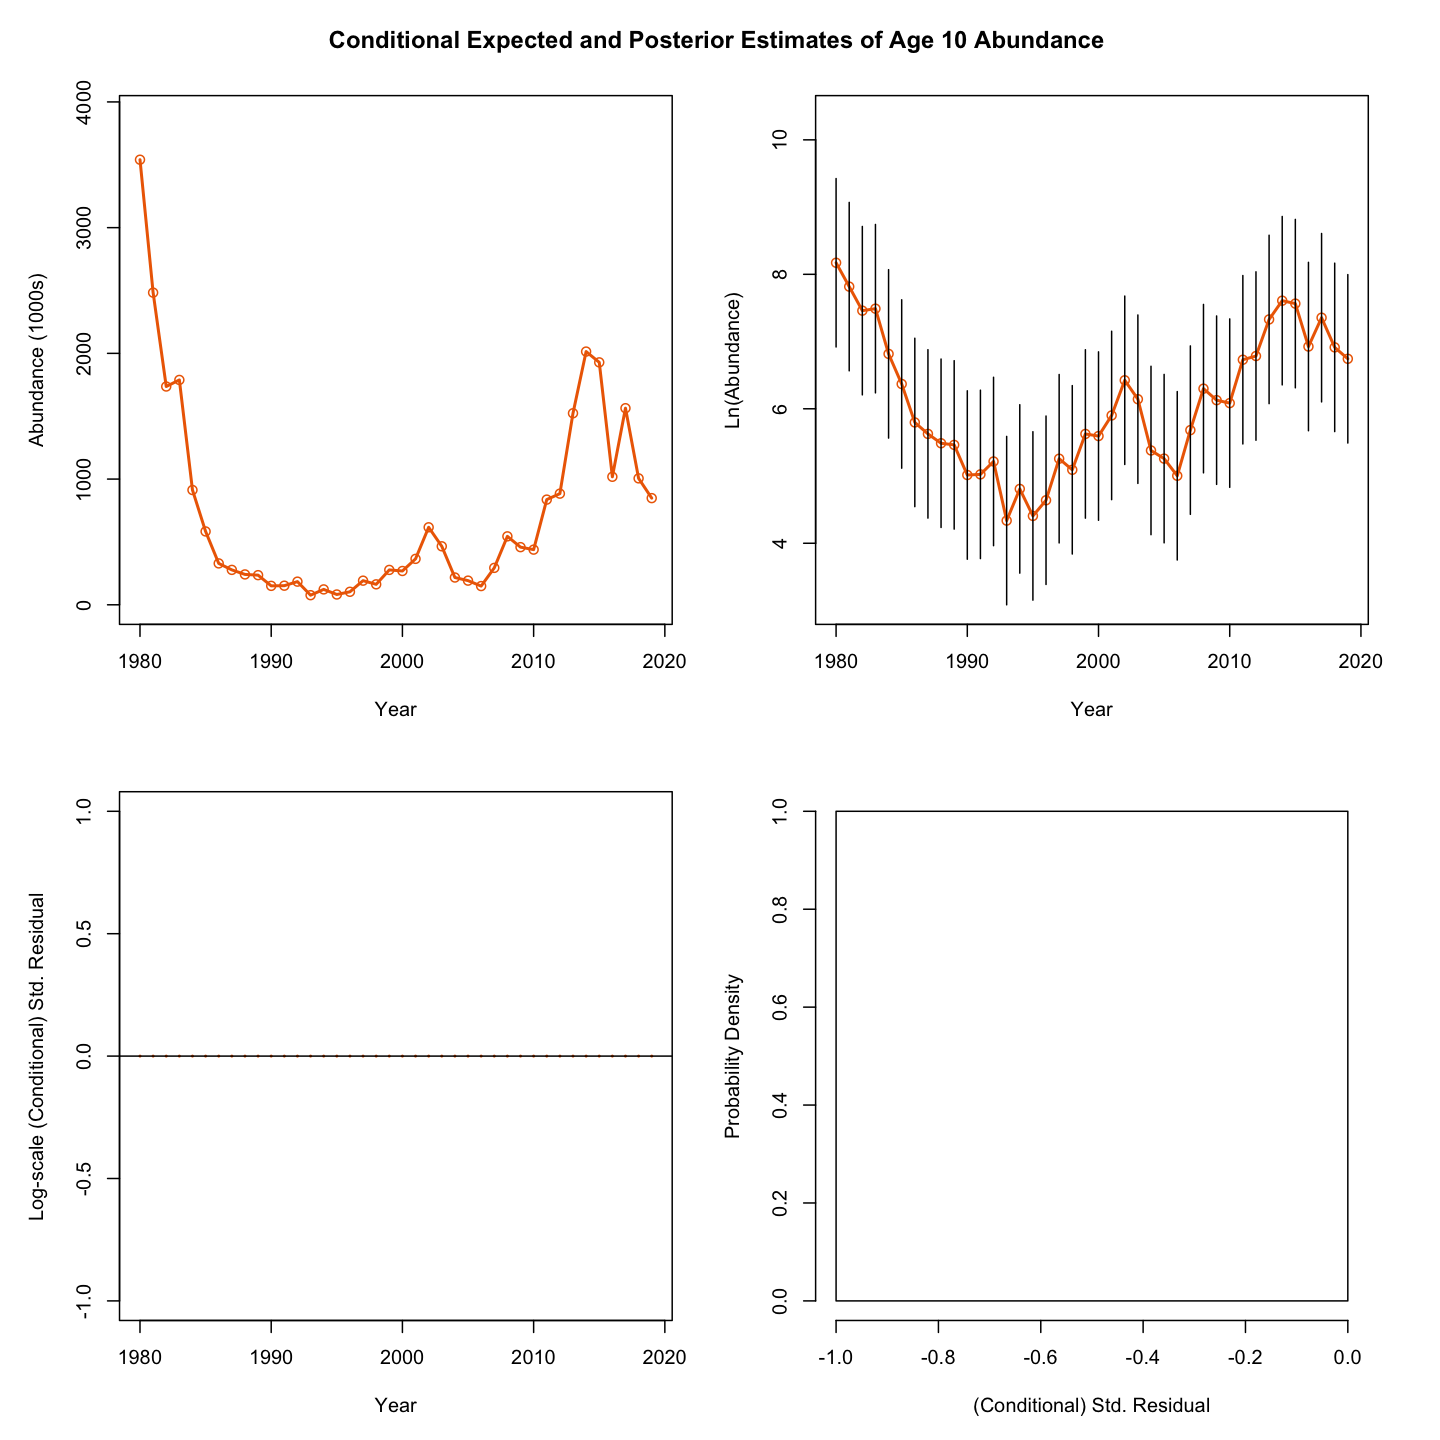 Conditional Expected and Posterior Estimates of Age 10 Abundance
Abundance (1000s)
4000
3000
2000
1000
0
1980 1990 2000 2010 2020
Year
Ln(Abundance)
10
8
6
4
1980 1990 2000 2010 2020
Year
Log-scale (Conditional) Std. Residual
1.0
0.5
0.0
-0.5
-1.0
1980 1990 2000 2010 2020
Year
Probability Density
1.0
0.8
0.6
0.4
0.2
0.0
-1.0 -0.8 -0.6 -0.4 -0.2 0.0
(Conditional) Std. Residual